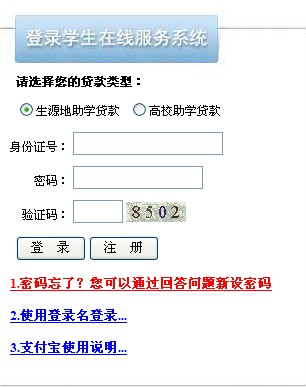 登录学生在线服务系统
请选择您的贷款类型：
生源地助学贷款 高校助学贷款
身份证号：
密码：
验证码： 8502
登 录 注 册
1.密码忘了？您可以通过回答问题新设密码
2.使用登录名登录...
3.支付宝使用说明...